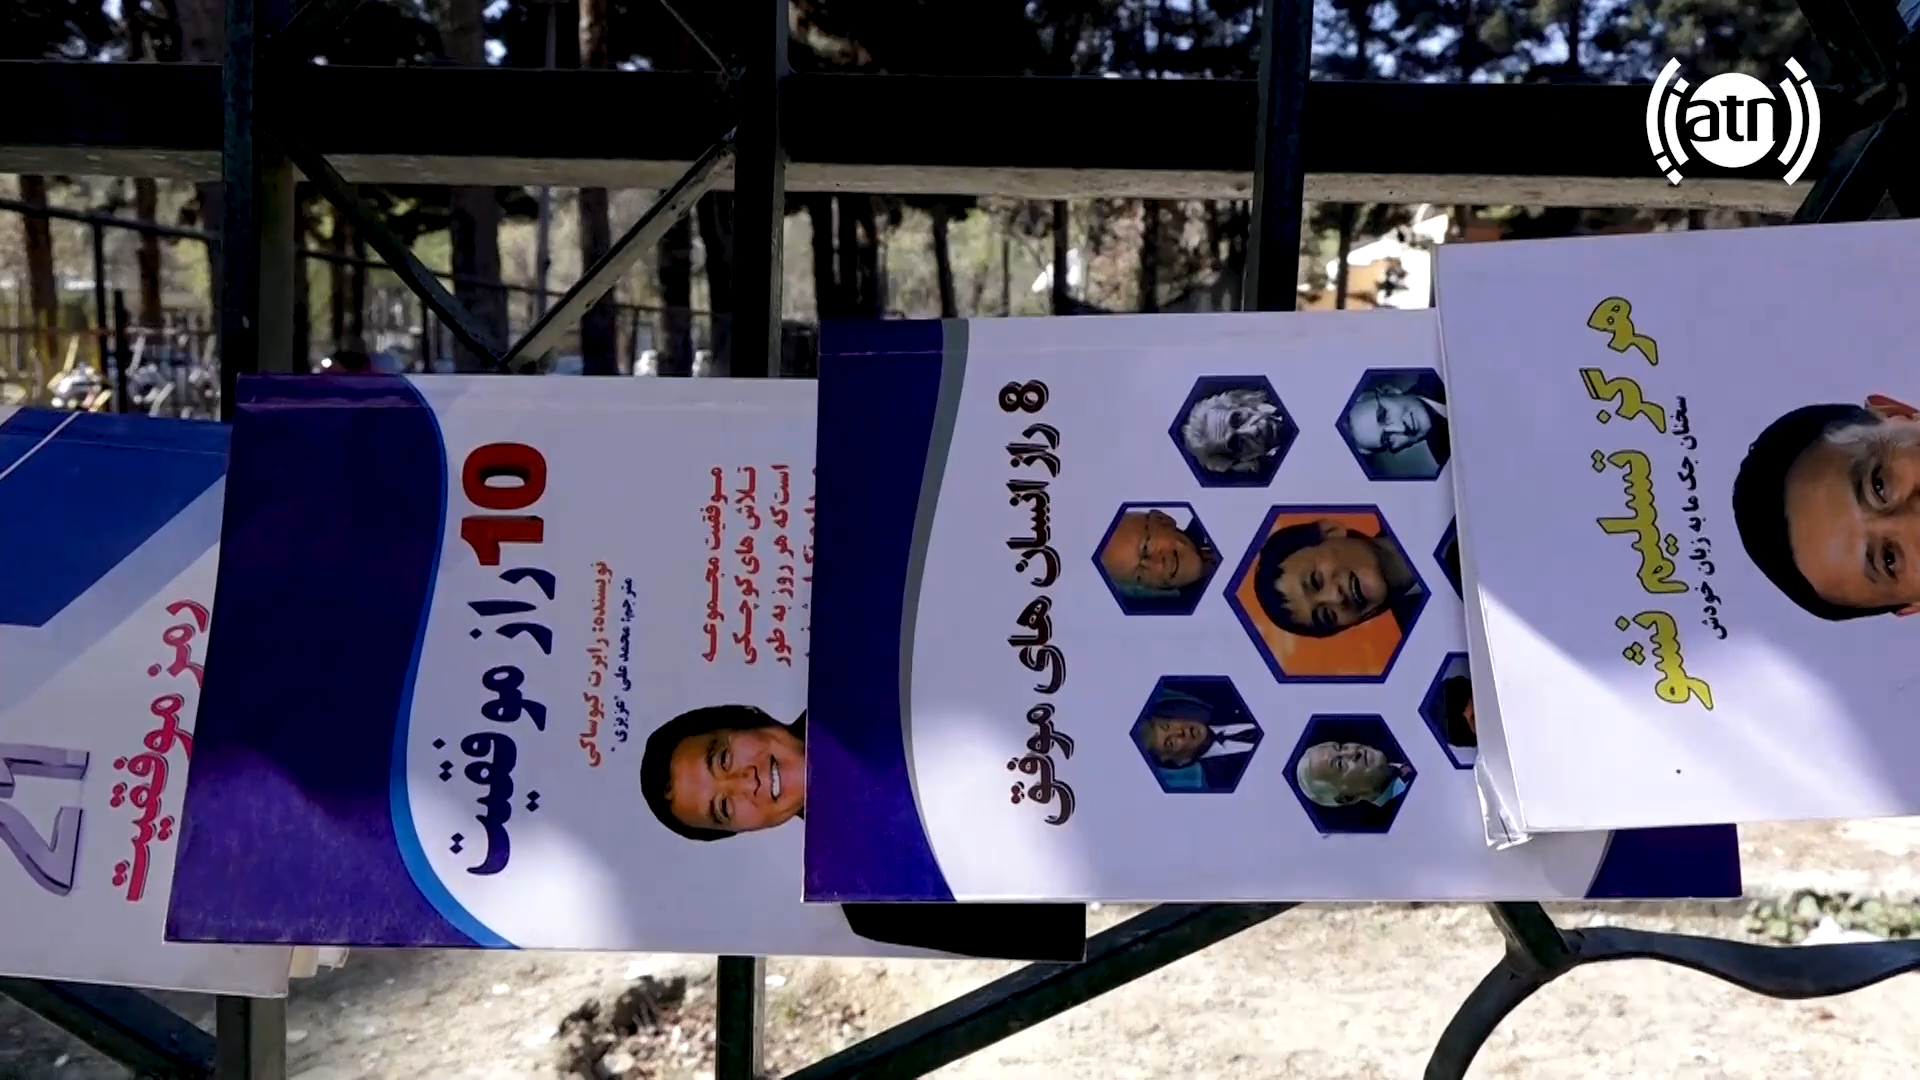 atn
رمز موفقیت
10 راز موفقیت
نویسنده: رابرت کیوساکی
مترجم: محمد علی "عزیزی"
موفقیت مجموعه
تلاش های کوچکی
است که هر روز به طور
8 راز انسان های موفق
هرگز تسلیم نشو
سخنان جک ما به زبان خودش